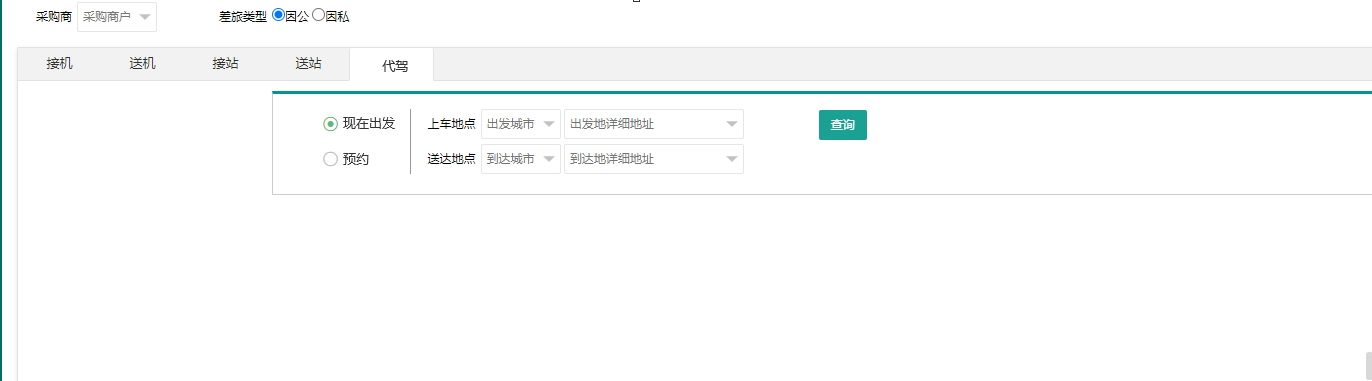 采购商 采购商户 差旅类型 因公 因私
接机 送机 接站 送站 代驾
现在出发 上车地点 出发城市 出发地详细地址 查询
预约 送达地点 到达城市 到达地详细地址